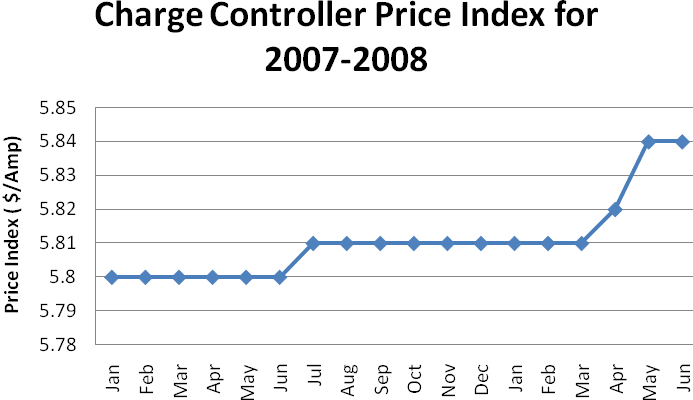 Charge Controller Price Index for
2007-2008
Price Index ( $/Amp)
5.85
5.84
5.83
5.82
5.81
5.8
5.79
5.78
Jan
Feb
Mar
Apr
May
Jun
Jul
Aug
Sep
Oct
Nov
Dec
Jan
Feb
Mar
Apr
May
Jun